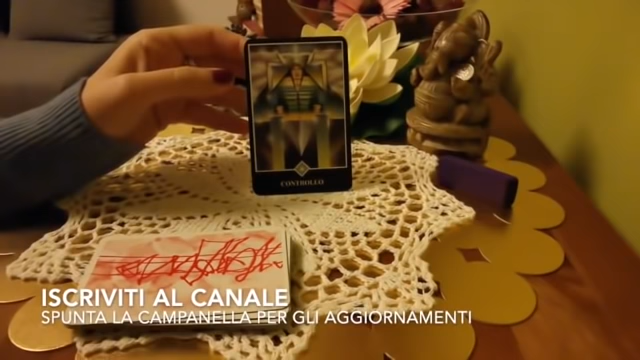 CONTROLLO
ISCRIVITI AL CANALE
SPUNTA LA CAMPANELLA PER GLI AGGIORNAMENTI